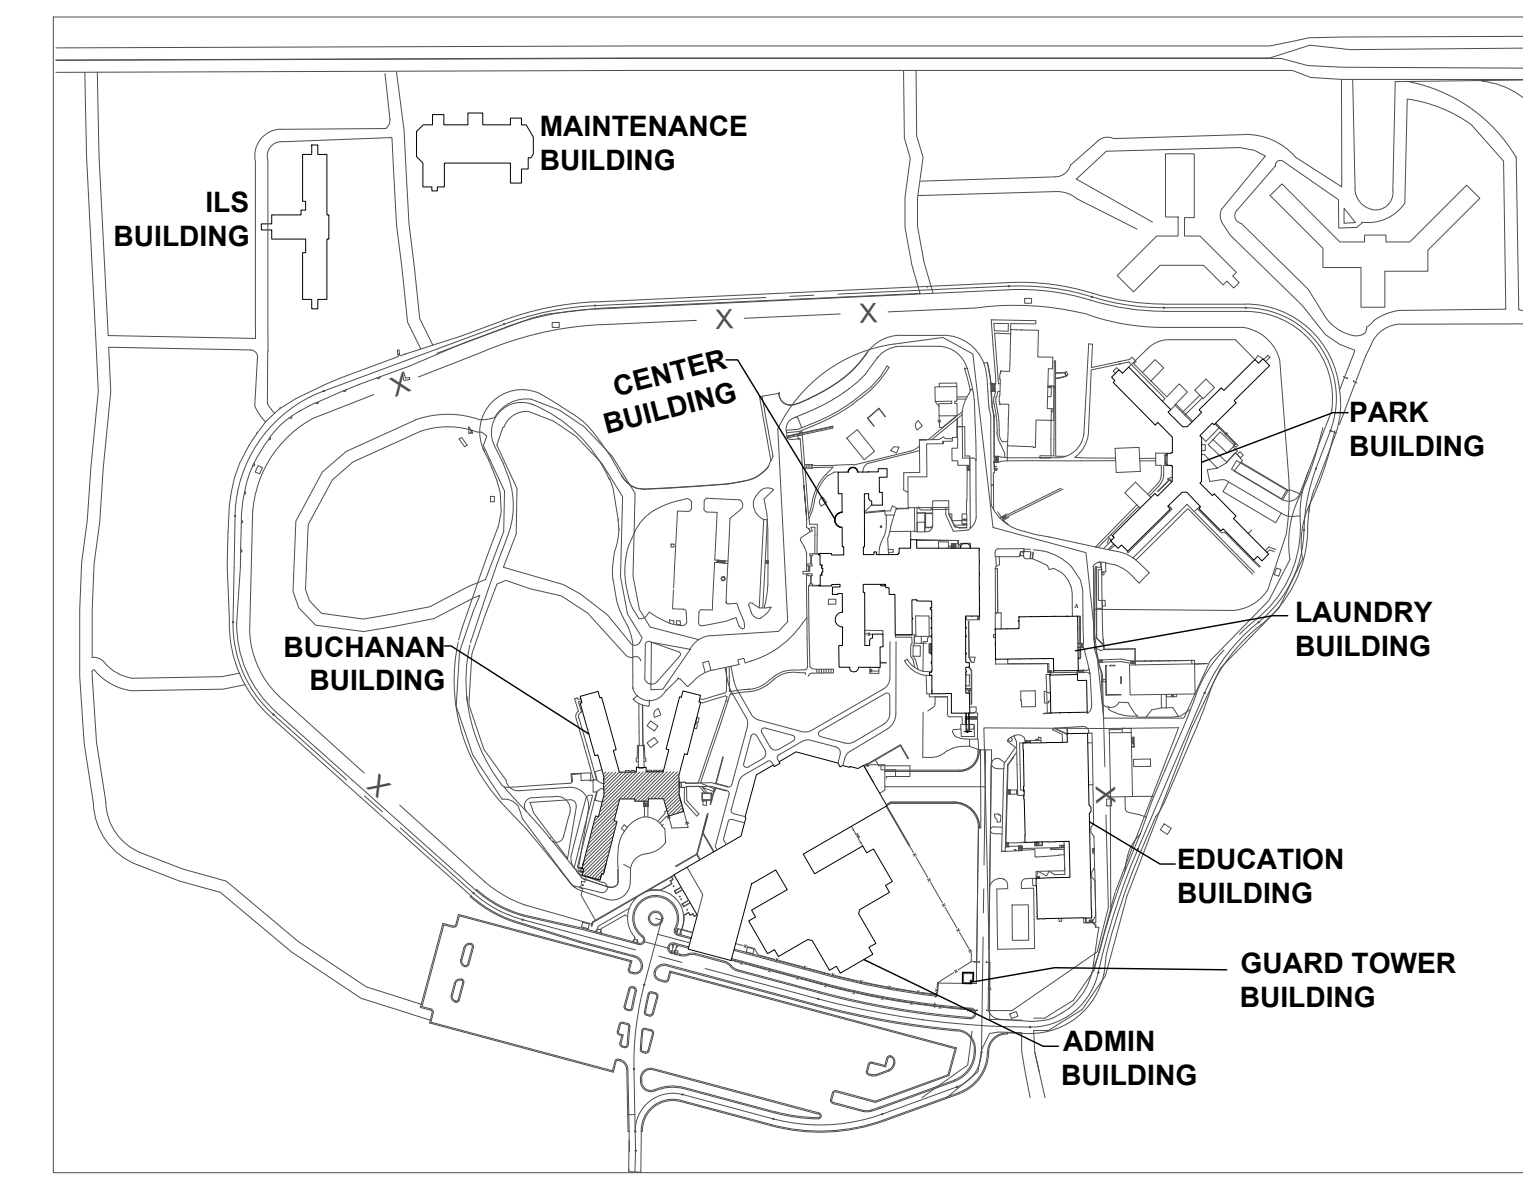 MAINTENANCE
BUILDING
ILS
BUILDING
CENTER
BUILDING
PARK
BUILDING
LAUNDRY
BUILDING
BUCHANAN
BUILDING
EDUCATION
BUILDING
GUARD TOWER
BUILDING
ADMIN
BUILDING